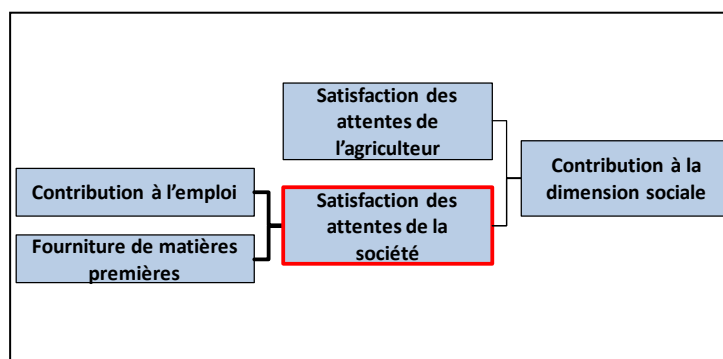 Satisfaction des
attentes de
l’agriculteur
Contribution à la
dimension sociale
Contribution à l’emploi
Satisfaction des
attentes de la
société
Fourniture de matières
premières